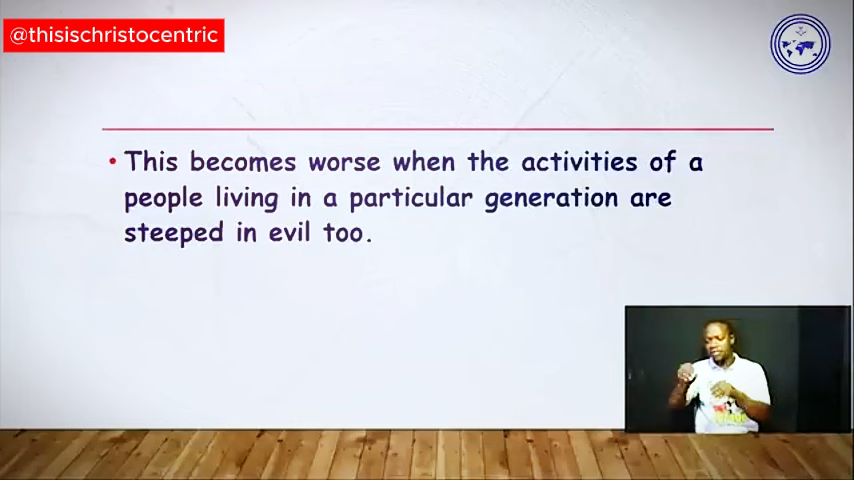 @thisischristocentric
• This becomes worse when the activities of a
people living in a particular generation are
steeped in evil too.